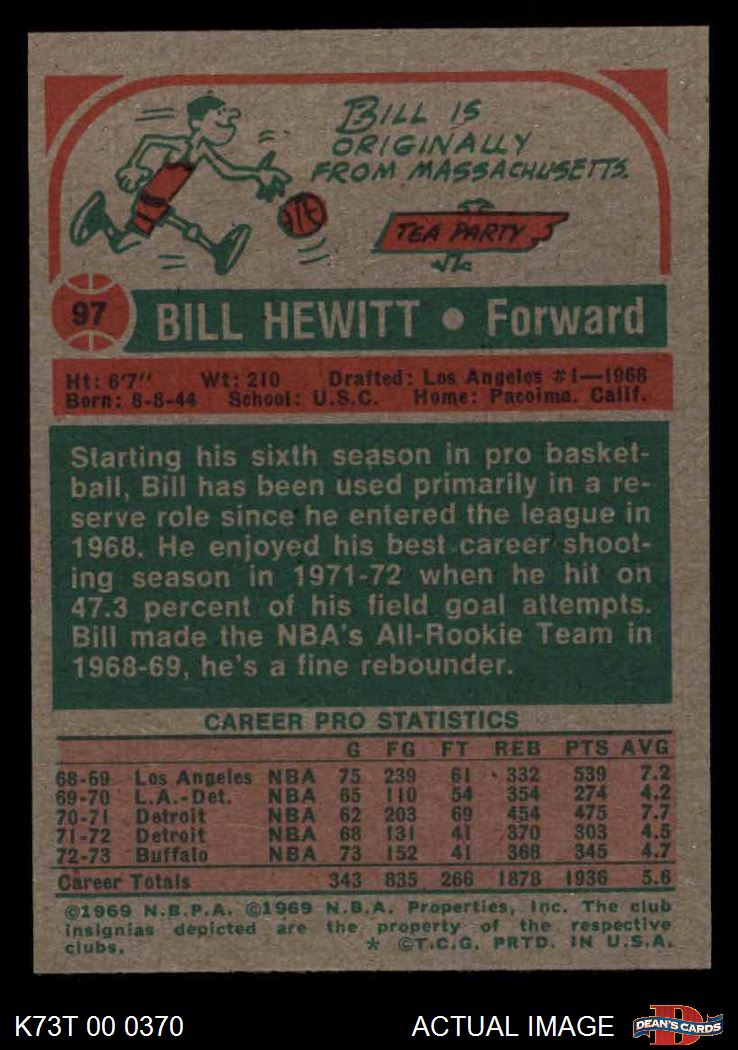 BILL IS
ORIGINALLY
FROM MASSACHUSETTS.
TEA PARTY
97
BILL HEWITT • Forward
Ht: 6'7'' Wt: 210 Drafted: Los Angeles #1—1968
Born: 8-8-44 School: U.S.C. Home: Pacoima, Calif.
Starting his sixth season in pro basket-
ball, Bill has been used primarily in a re-
serve role since he entered the league in
1968. He enjoyed his best career shoot-
ing season in 1971-72 when he hit on
47.3 percent of his field goal attempts.
Bill made the NBA's All-Rookie Team in
1968-69, he's a fine rebounder.
CAREER PRO STATISTICS
G FG FT REB PTS AVG
68-69 Los Angeles NBA 75 239 61 332 539 7.2
69-70 L.A.-Det. NBA 65 110 54 354 274 4.2
70-71 Detroit NBA 62 203 69 454 475 7.7
71-72 Detroit NBA 68 131 41 370 303 4.5
72-73 Buffalo NBA 73 152 41 368 345 4.7
Career Totals 343 835 266 1878 1936 5.6
©1969 N.B.P.A. ©1969 N.B.A. Properties, Inc. The club
insignias depicted are the property of the respective
clubs. * ©T.C.G. PRTD. IN U.S.A.
K73T 00 0370 ACTUAL IMAGE
DEAN'S CARDS